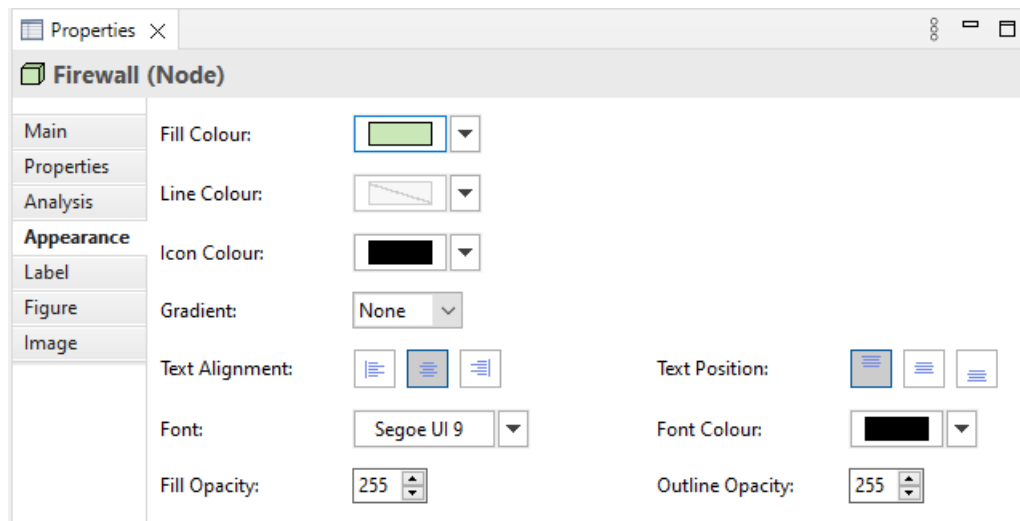 Properties
Firewall (Node)
Main
Properties
Analysis
Appearance
Label
Figure
Image
Fill Colour:
Line Colour:
Icon Colour:
Gradient: None
Text Alignment: Text Position:
Font: Segoe UI 9 Font Colour:
Fill Opacity: 255 Outline Opacity: 255